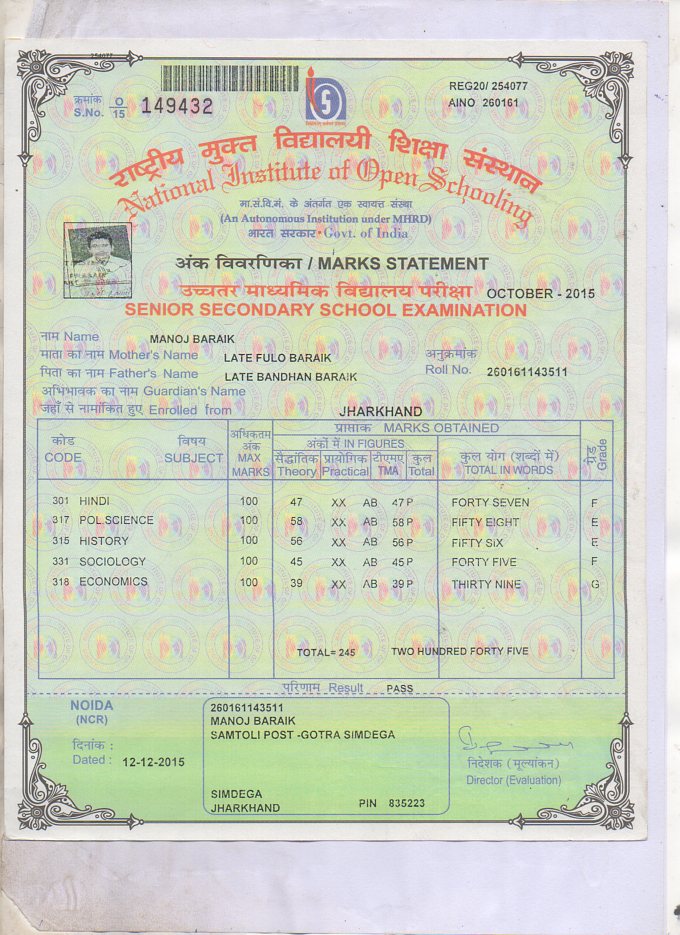 254077
क्रमांक O
S.No. 15 149432
REG20/ 254077
AINO 260161
राष्ट्रीय मुक्त विद्यालयी शिक्षा संस्थान
National Institute of Open Schooling
मा.सं.वि.मं. के अंतर्गत एक स्वायत्त संस्था
(An Autonomous Institution under MHRD)
भारत सरकार•Govt. of India
अंक विवरणिका / MARKS STATEMENT
उच्चतर माध्यमिक विद्यालय परीक्षा OCTOBER - 2015
SENIOR SECONDARY SCHOOL EXAMINATION
नाम Name MANOJ BARAIK
माता का नाम Mother's Name LATE FULO BARAIK अनुक्रमांक
पिता का नाम Father's Name LATE BANDHAN BARAIK Roll No. 260161143511
अभिभावक का नाम Guardian's Name
जहाँ से नामांकित हुए Enrolled from JHARKHAND
कोड CODE विषय SUBJECT अधिकतम अंक MAX MARKS प्राप्तांक MARKS OBTAINED ग्रेड Grade
अंकों में IN FIGURES
सैद्धांतिक Theory प्रायोगिक Practical टीएमए TMA कुल Total कुल योग (शब्दों में) TOTAL IN WORDS
301 HINDI 100 47 XX AB 47 P FORTY SEVEN F
317 POL.SCIENCE 100 58 XX AB 58 P FIFTY EIGHT E
315 HISTORY 100 56 XX AB 56 P FIFTY SIX E
331 SOCIOLOGY 100 45 XX AB 45 P FORTY FIVE F
318 ECONOMICS 100 39 XX AB 39 P THIRTY NINE G
TOTAL= 245 TWO HUNDRED FORTY FIVE
परिणाम Result PASS
NOIDA
(NCR)
दिनांक :
Dated : 12-12-2015
260161143511
MANOJ BARAIK
SAMTOLI POST -GOTRA SIMDEGA
SIMDEGA
JHARKHAND PIN 835223
निदेशक (मूल्यांकन)
Director (Evaluation)